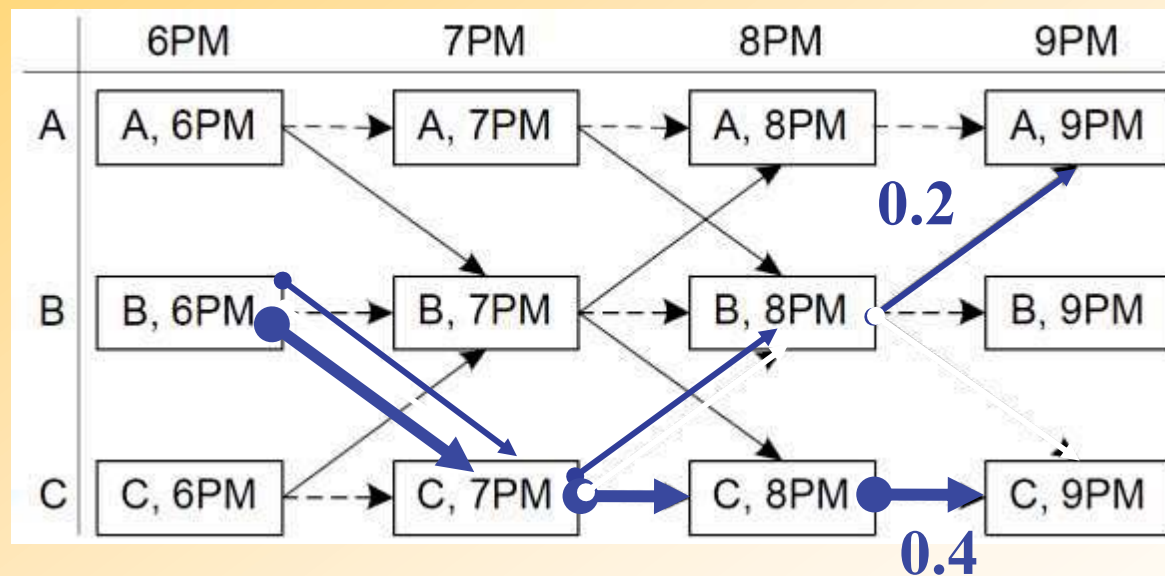 6PM 7PM 8PM 9PM
A A, 6PM A, 7PM A, 8PM A, 9PM
0.2
B B, 6PM B, 7PM B, 8PM B, 9PM
C C, 6PM C, 7PM C, 8PM C, 9PM
0.4